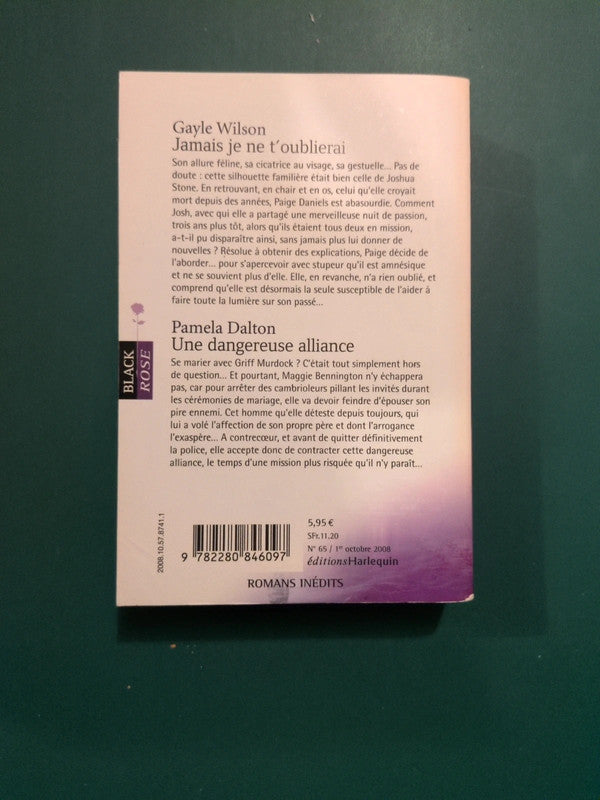 Gayle Wilson
Jamais je ne t'oublierai
Son allure féline, sa cicatrice au visage, sa gestuelle... Pas de
doute : cette silhouette familière était bien celle de Joshua
Stone. En retrouvant, en chair et en os, celui qu'elle croyait
mort depuis des années, Paige Daniels est abasourdie. Comment
Josh, avec qui elle a partagé une merveilleuse nuit de passion,
trois ans plus tôt, alors qu'ils étaient tous deux en mission,
a-t-il pu disparaître ainsi, sans jamais plus lui donner de
nouvelles ? Résolue à obtenir des explications, Paige décide de
l'aborder... pour s'apercevoir avec stupeur qu'il est amnésique
et ne se souvient plus d'elle. Elle, en revanche, n'a rien oublié, et
comprend qu'elle est désormais la seule susceptible de l'aider à
faire toute la lumière sur son passé...
Pamela Dalton
Une dangereuse alliance
Se marier avec Griff Murdock ? C'était tout simplement hors
de question... Et pourtant, Maggie Bennington n'y échappera
pas, car pour arrêter des cambrioleurs pillant les invités durant
les cérémonies de mariage, elle va devoir feindre d'épouser son
pire ennemi. Cet homme qu'elle déteste depuis toujours, qui
lui a volé l'affection de son propre père et dont l'arrogance
l'exaspère... A contrecœur, et avant de quitter définitivement
la police, elle accepte donc de contracter cette dangereuse
alliance, le temps d'une mission plus risquée qu'il n'y paraît...
BLACK
ROSE
2008.10.57.8741.1
9 782280 846097
5,95 €
SFr.11.20
N° 65 / 1er octobre 2008
éditionsHarlequin
ROMANS INÉDITS